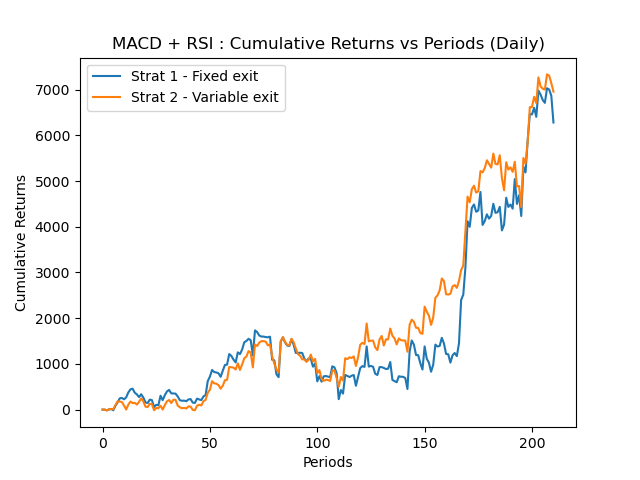 MACD + RSI : Cumulative Returns vs Periods (Daily)
Strat 1 - Fixed exit
Strat 2 - Variable exit
7000
6000
5000
4000
3000
2000
1000
0
Cumulative Returns
0 50 100 150 200
Periods